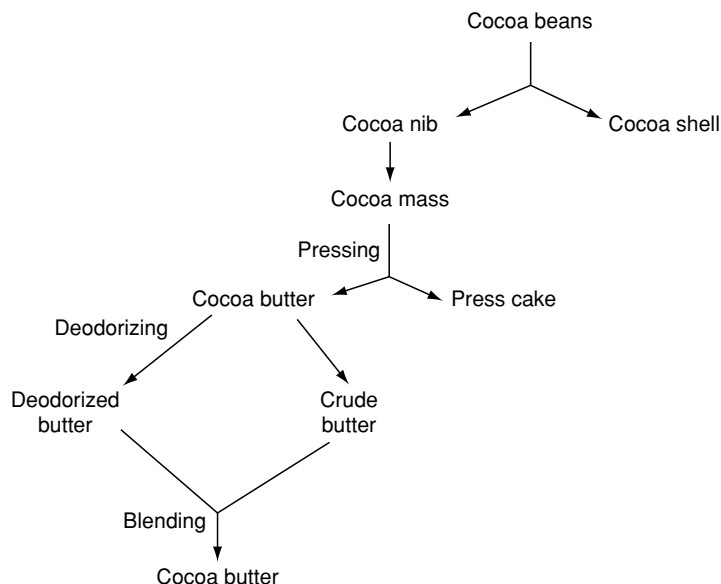 Cocoa beans
Cocoa nib
Cocoa shell
Cocoa mass
Pressing
Cocoa butter
Press cake
Deodorizing
Deodorized
butter
Crude
butter
Blending
Cocoa butter